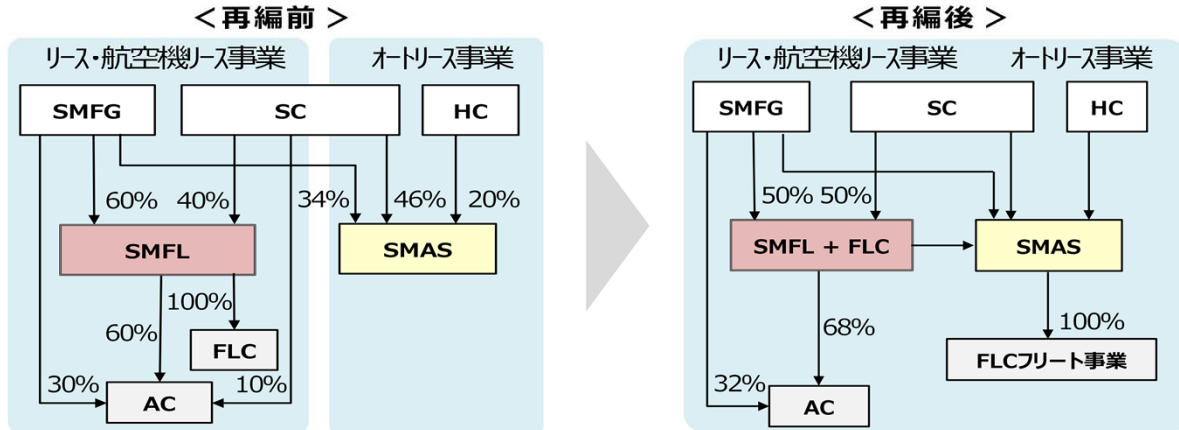 ＜再編前＞
リース・航空機リース事業
オートリース事業
SMFG
SC
HC
60%
40%
34%
46%
20%
SMFL
SMAS
100%
60%
FLC
30%
10%
AC
＜再編後＞
リース・航空機リース事業
オートリース事業
SMFG
SC
HC
50%
50%
SMFL + FLC
SMAS
68%
100%
FLCフリート事業
32%
AC